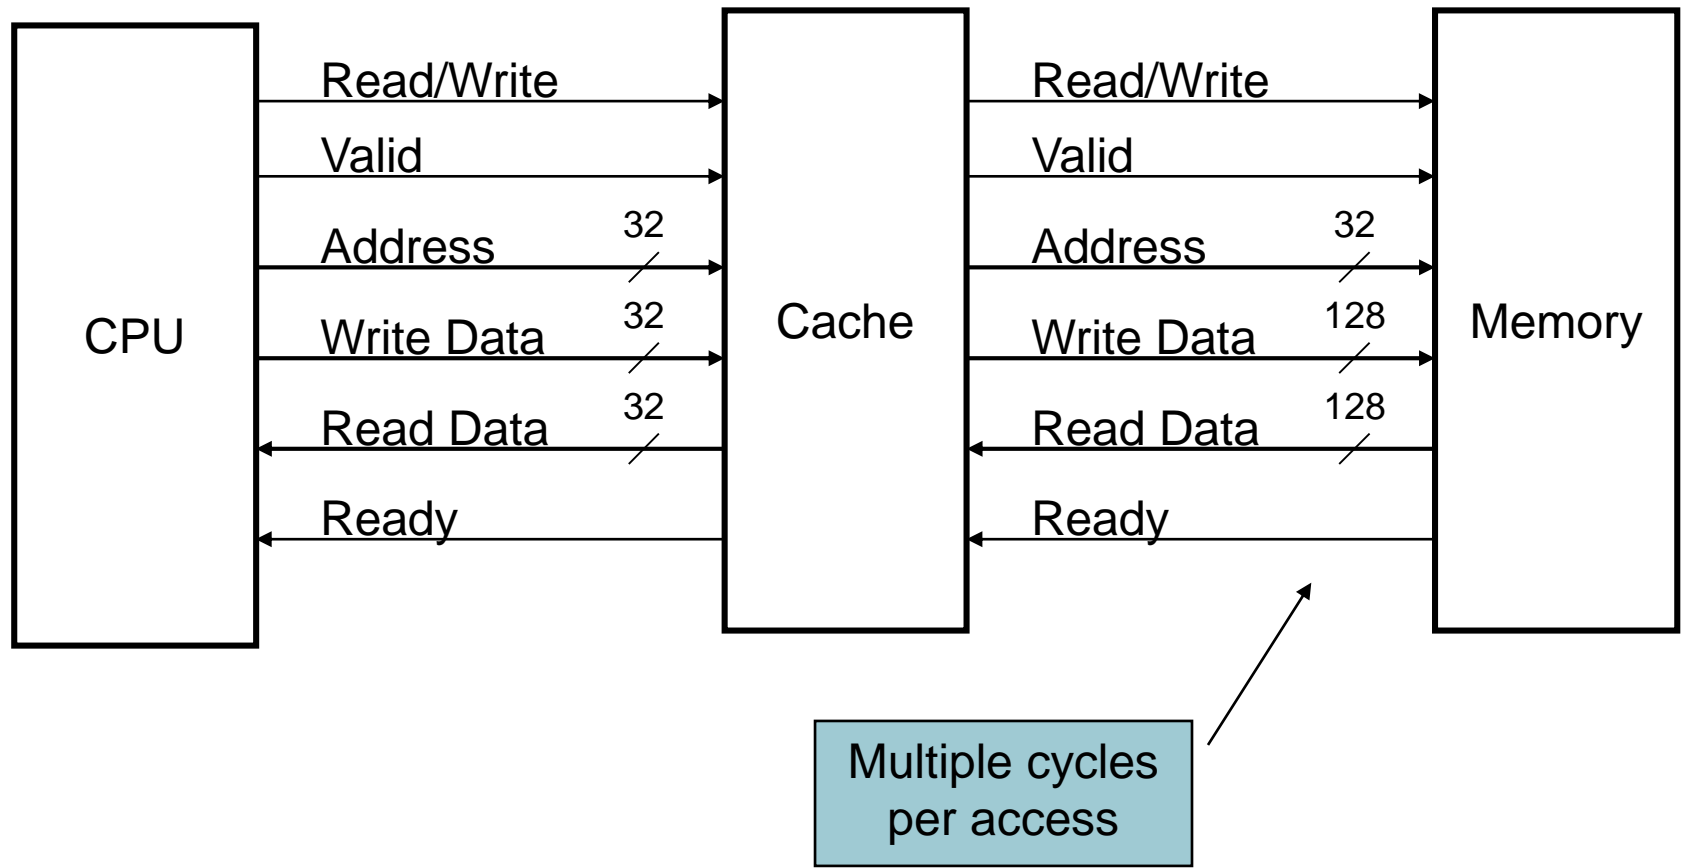 CPU
Read/Write
Valid
Address 32
Write Data 32
Read Data 32
Ready
Cache
Read/Write
Valid
Address 32
Write Data 128
Read Data 128
Ready
Memory
Multiple cycles
per access